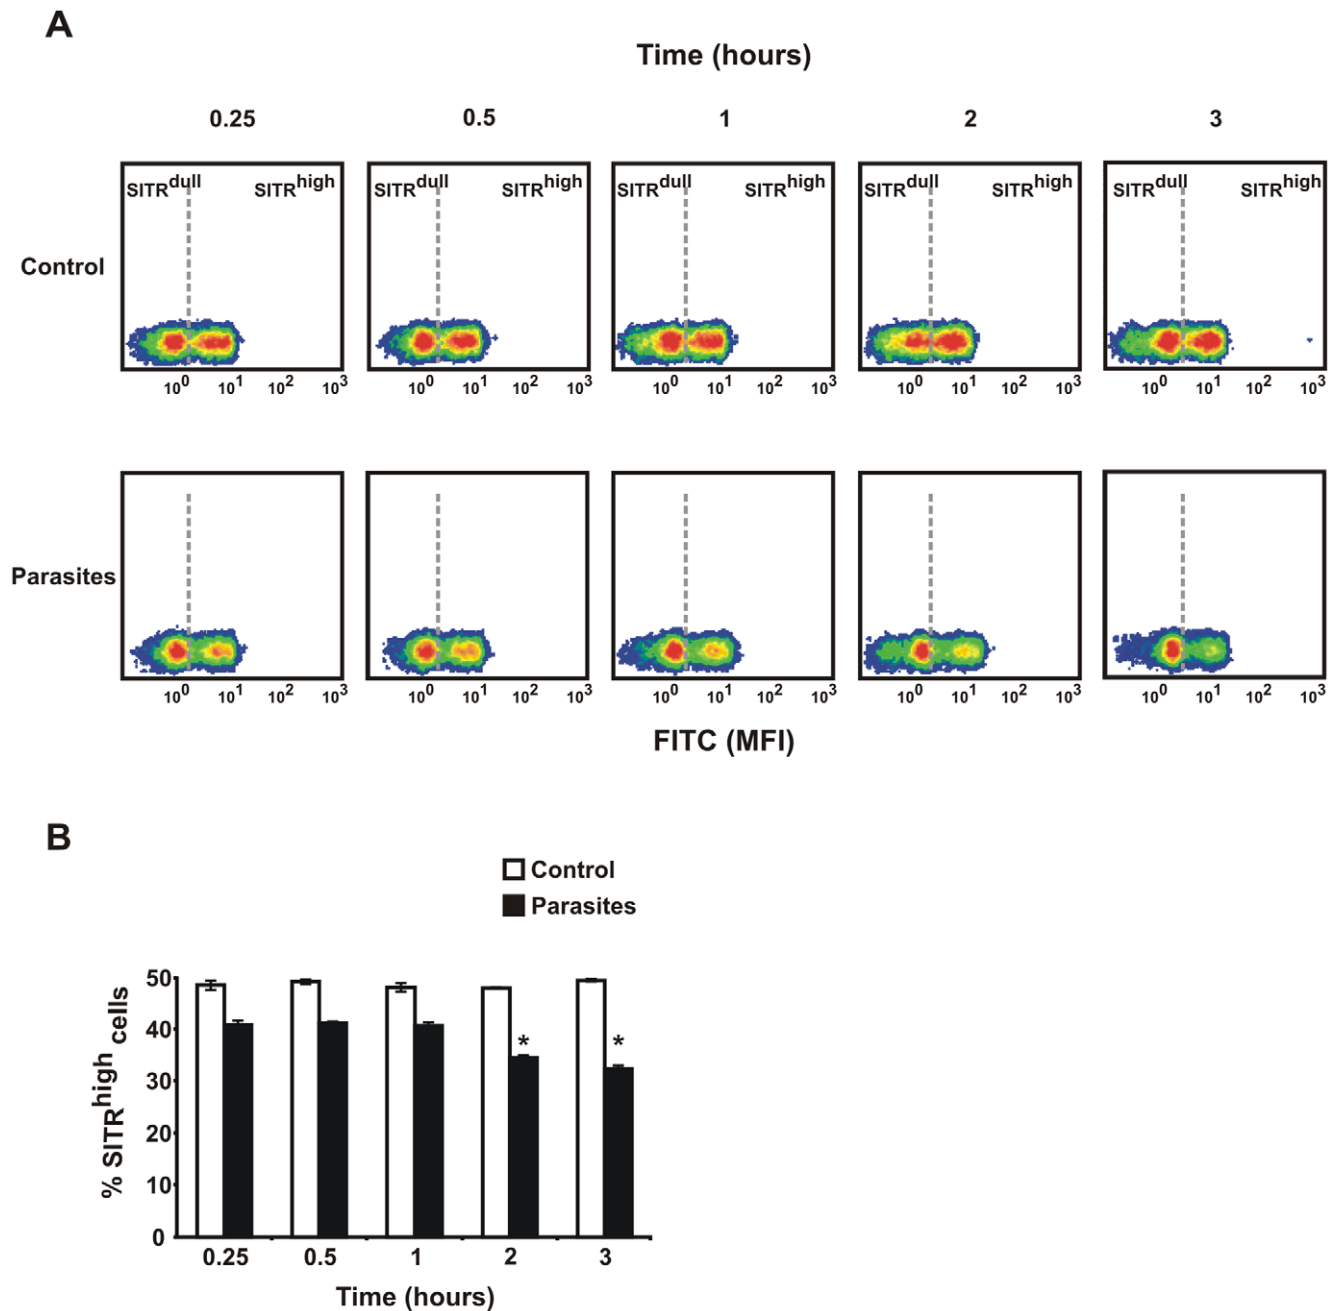 A
Time (hours)
0.25 0.5 1 2 3
SITRdull SITRhigh SITRdull SITRhigh SITRdull SITRhigh SITRdull SITRhigh SITRdull SITRhigh
Control
10⁰ 10¹ 10² 10³ 10⁰ 10¹ 10² 10³ 10⁰ 10¹ 10² 10³ 10⁰ 10¹ 10² 10³ 10⁰ 10¹ 10² 10³
Parasites
10⁰ 10¹ 10² 10³ 10⁰ 10¹ 10² 10³ 10⁰ 10¹ 10² 10³ 10⁰ 10¹ 10² 10³ 10⁰ 10¹ 10² 10³
FITC (MFI)
B
Control
Parasites
% SITRhigh cells
50
40
30
20
10
0
* *
0.25 0.5 1 2 3
Time (hours)